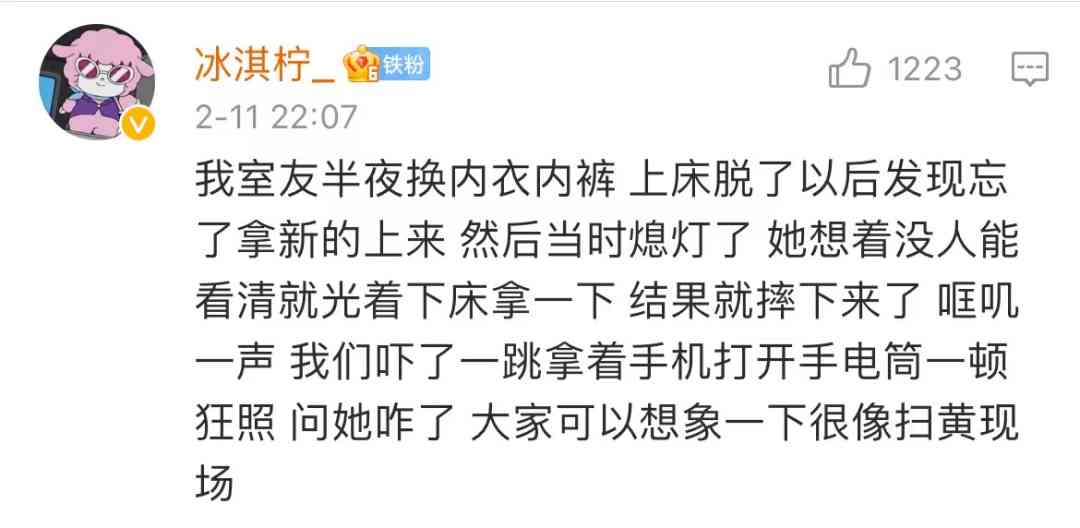 冰淇柠_ 6 铁粉 1223
2-11 22:07
我室友半夜换内衣内裤 上床脱了以后发现忘
了拿新的上来 然后当时熄灯了 她想着没人能
看清就光着下床拿一下 结果就摔下来了 哐叽
一声 我们吓了一跳拿着手机打开手电筒一顿
狂照 问她咋了 大家可以想象一下很像扫黄现
场